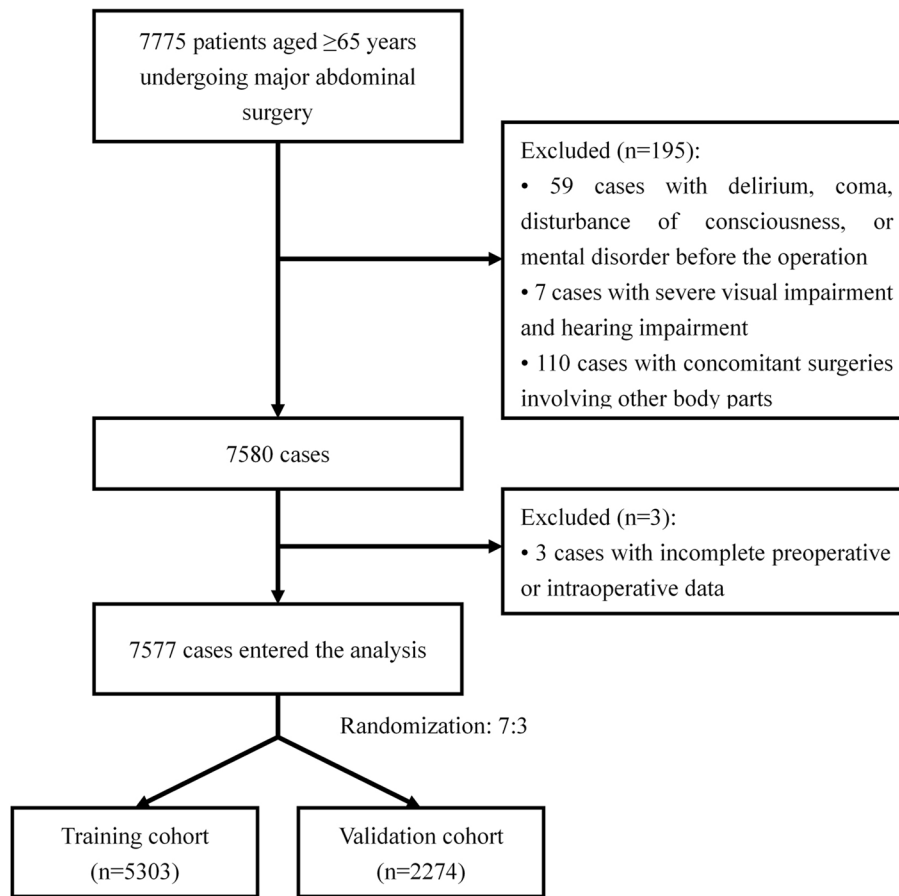 7775 patients aged ≥65 years
undergoing major abdominal
surgery
Excluded (n=195):
• 59 cases with delirium, coma,
disturbance of consciousness, or
mental disorder before the operation
• 7 cases with severe visual impairment
and hearing impairment
• 110 cases with concomitant surgeries
involving other body parts
7580 cases
Excluded (n=3):
• 3 cases with incomplete preoperative
or intraoperative data
7577 cases entered the analysis
Randomization: 7:3
Training cohort
(n=5303)
Validation cohort
(n=2274)